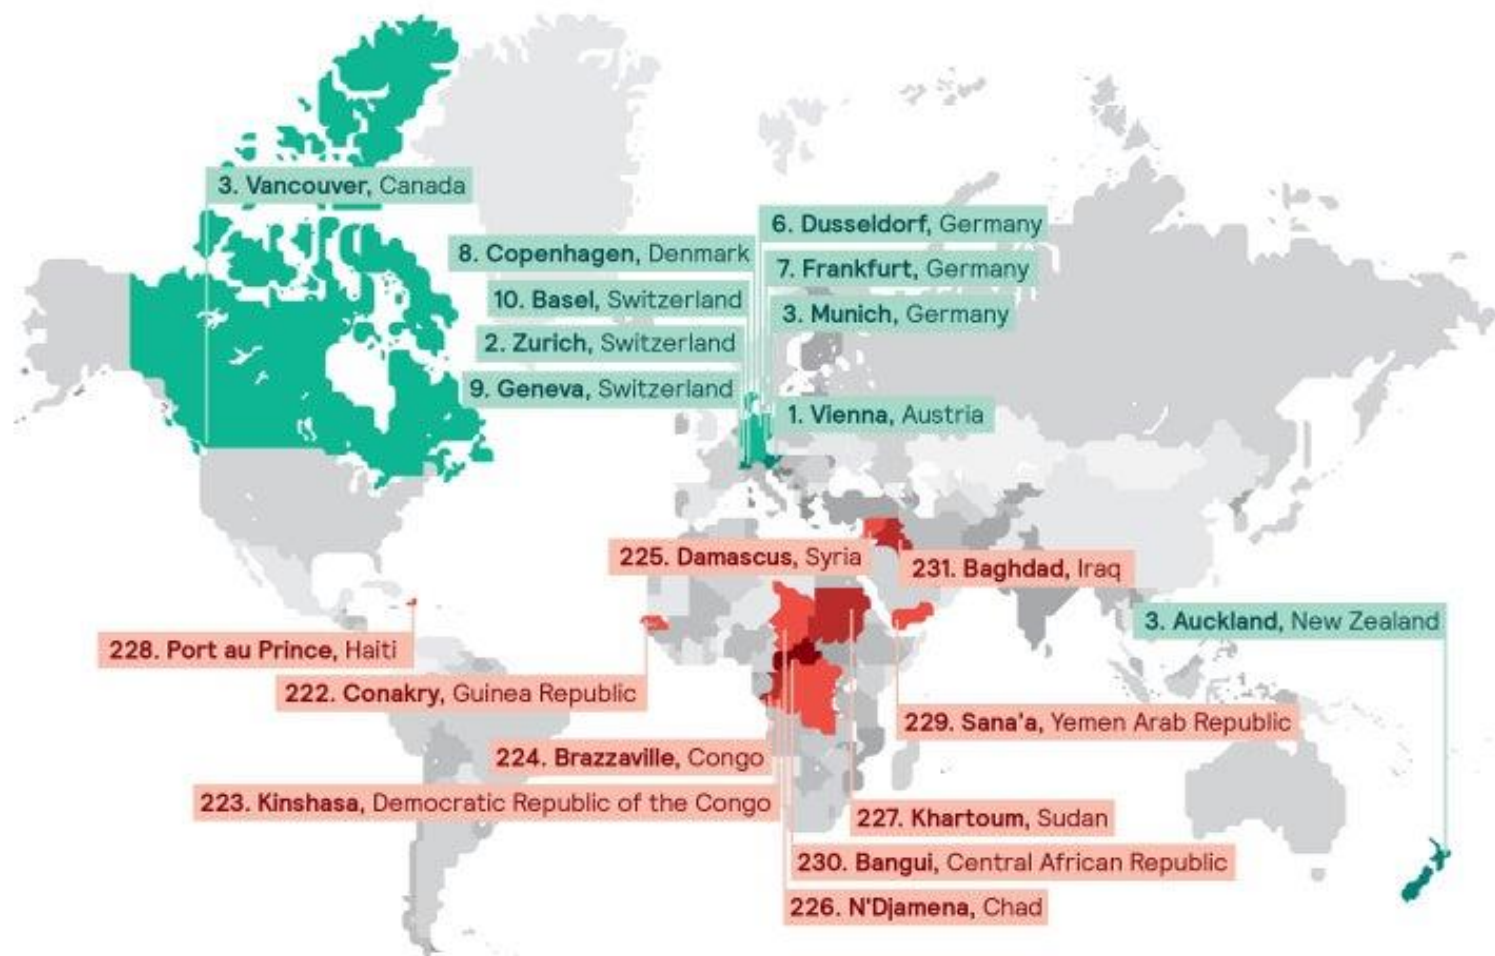 3. Vancouver, Canada
6. Dusseldorf, Germany
8. Copenhagen, Denmark
7. Frankfurt, Germany
10. Basel, Switzerland
3. Munich, Germany
2. Zurich, Switzerland
9. Geneva, Switzerland
1. Vienna, Austria
225. Damascus, Syria
231. Baghdad, Iraq
3. Auckland, New Zealand
228. Port au Prince, Haiti
222. Conakry, Guinea Republic
229. Sana'a, Yemen Arab Republic
224. Brazzaville, Congo
223. Kinshasa, Democratic Republic of the Congo
227. Khartoum, Sudan
230. Bangui, Central African Republic
226. N'Djamena, Chad